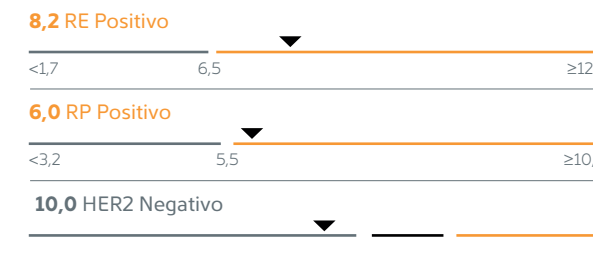 8,2 RE Positivo
<1,7 6,5 ≥12
6,0 RP Positivo
<3,2 5,5 ≥10,
10,0 HER2 Negativo